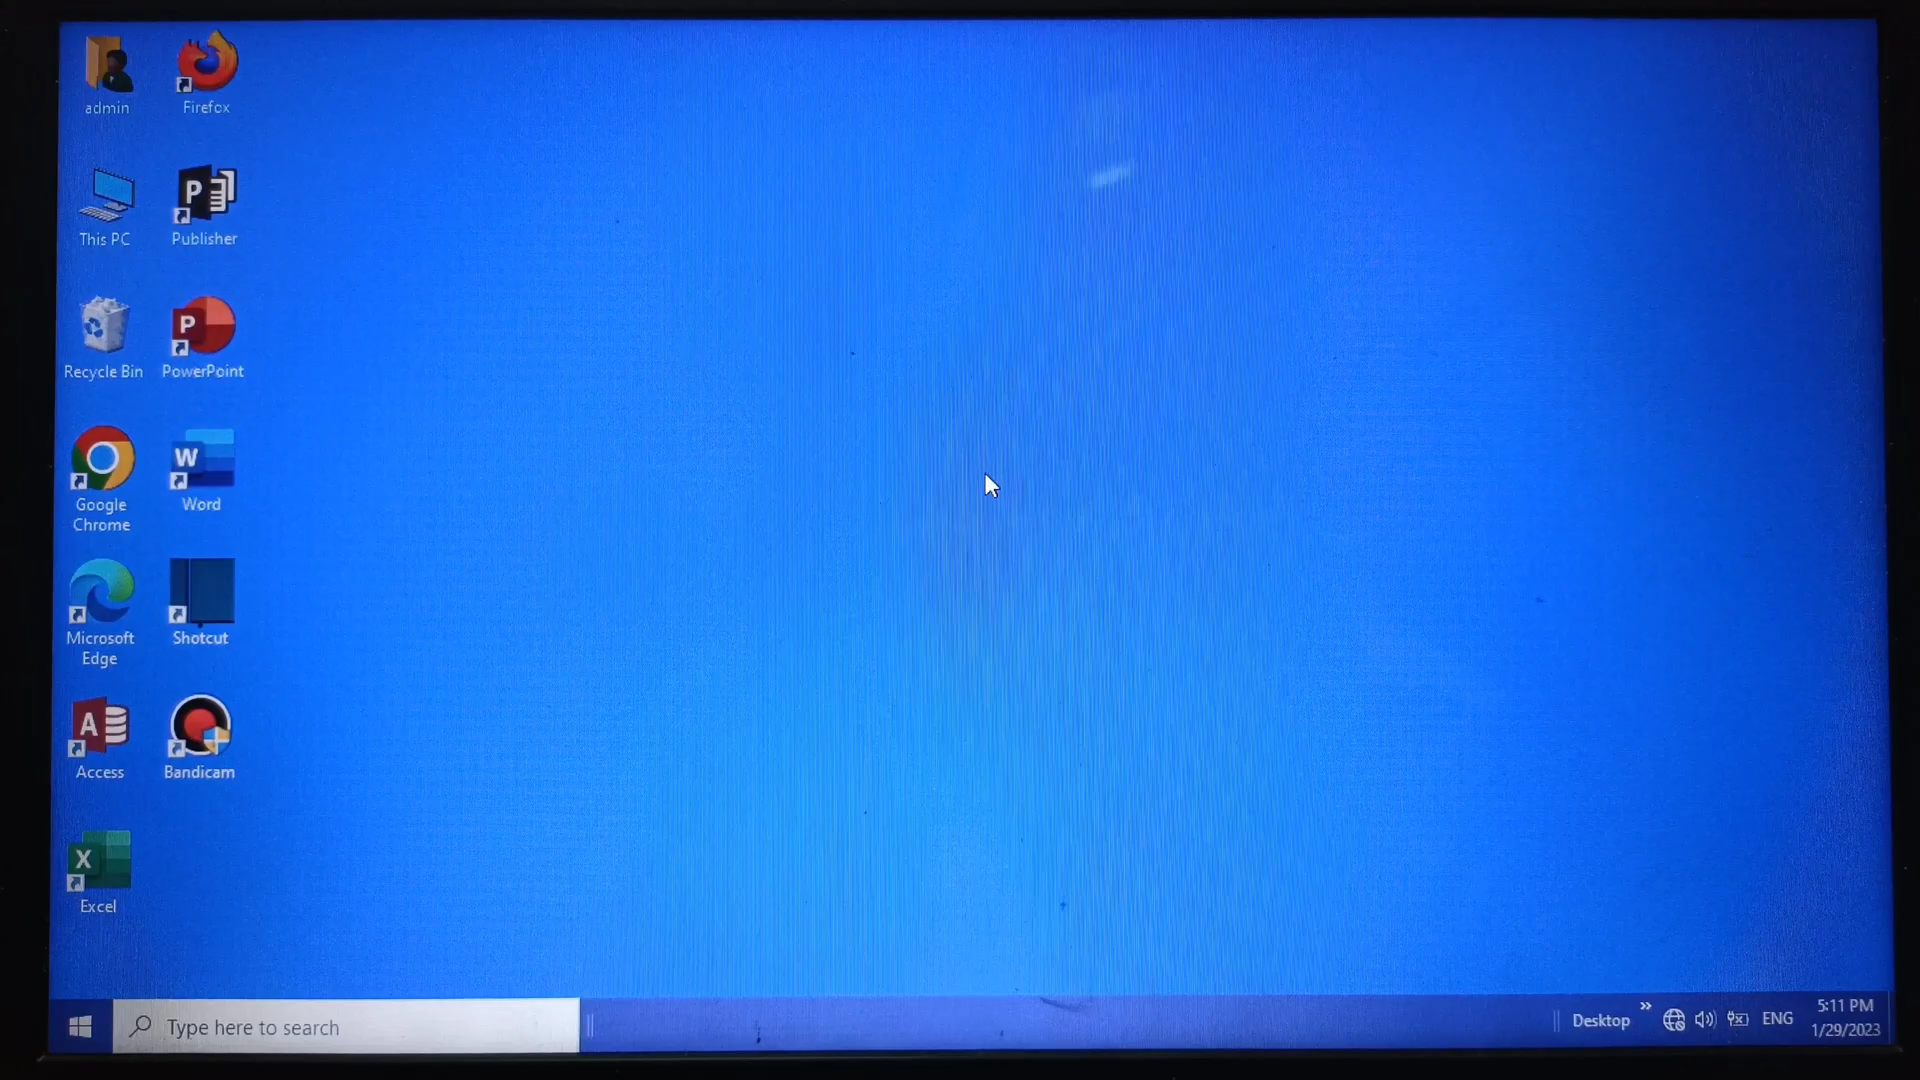 admin
Firefox
This PC
Publisher
Recycle Bin
PowerPoint
Google
Chrome
Word
Microsoft
Edge
Shotcut
Access
Bandicam
Excel
Type here to search
Desktop
ENG
5:11 PM
1/29/2023